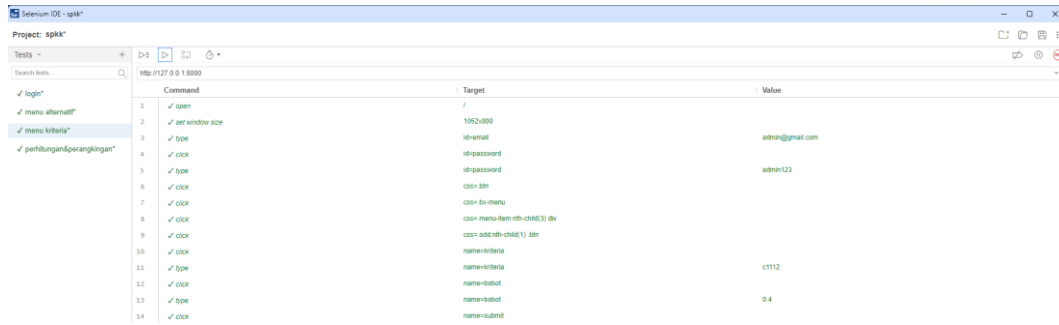 Selenium IDE - spkk*
Project: spkk*
Tests
Search tests...
http://127.0.0.1:8000
✓ login*
✓ menu alternatif*
✓ menu kriteria*
✓ perhitungan&perangkingan*
Command Target Value
1 ✓ open /
2 ✓ set window size 1052x800
3 ✓ type id=email admin@gmail.com
4 ✓ click id=password
5 ✓ type id=password admin123
6 ✓ click css=.btn
7 ✓ click css=.bx-menu
8 ✓ click css=.menu-item:nth-child(3) div
9 ✓ click css=.odd:nth-child(1) .btn
10 ✓ click name=kriteria
11 ✓ type name=kriteria c1112
12 ✓ click name=bobot
13 ✓ type name=bobot 0.4
14 ✓ click name=submit